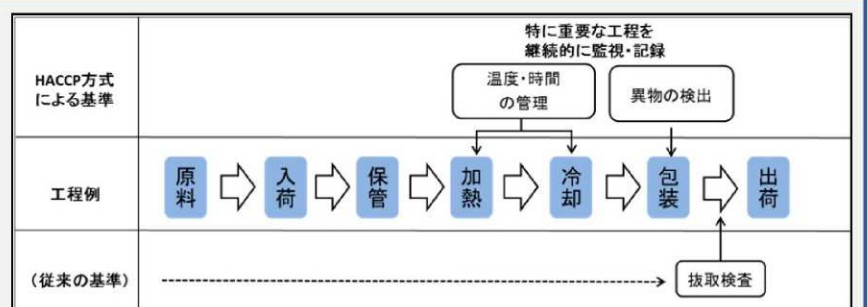 特に重要な工程を
継続的に監視・記録
HACCP方式
による基準
温度・時間
の管理
異物の検出
工程例
原料
入荷
保管
加熱
冷却
包装
出荷
（従来の基準）
抜取検査